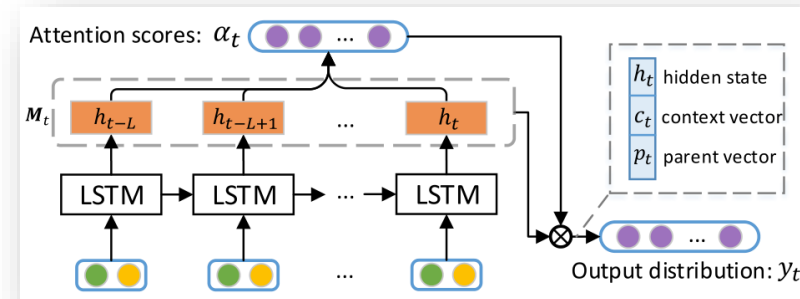 Attention scores: αₜ
...
Mₜ
hₜ₋L
hₜ₋L₊₁
...
hₜ
hₜ hidden state
cₜ context vector
pₜ parent vector
LSTM
LSTM
...
LSTM
...
...
Output distribution: yₜ